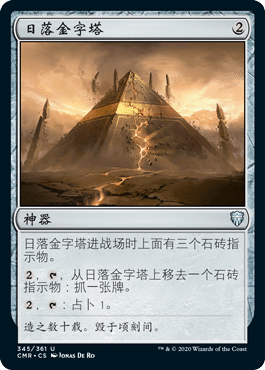 日落金字塔 2
神器
日落金字塔进战场时上面有三个石砖指
示物。
2，，从日落金字塔上移去一个石砖
指示物：抓一张牌。
2，：占卜1。
造之数十载。毁于顷刻间。
345/361 U
CMR • CS JONAS DE RO
™ & © 2020 Wizards of the Coast